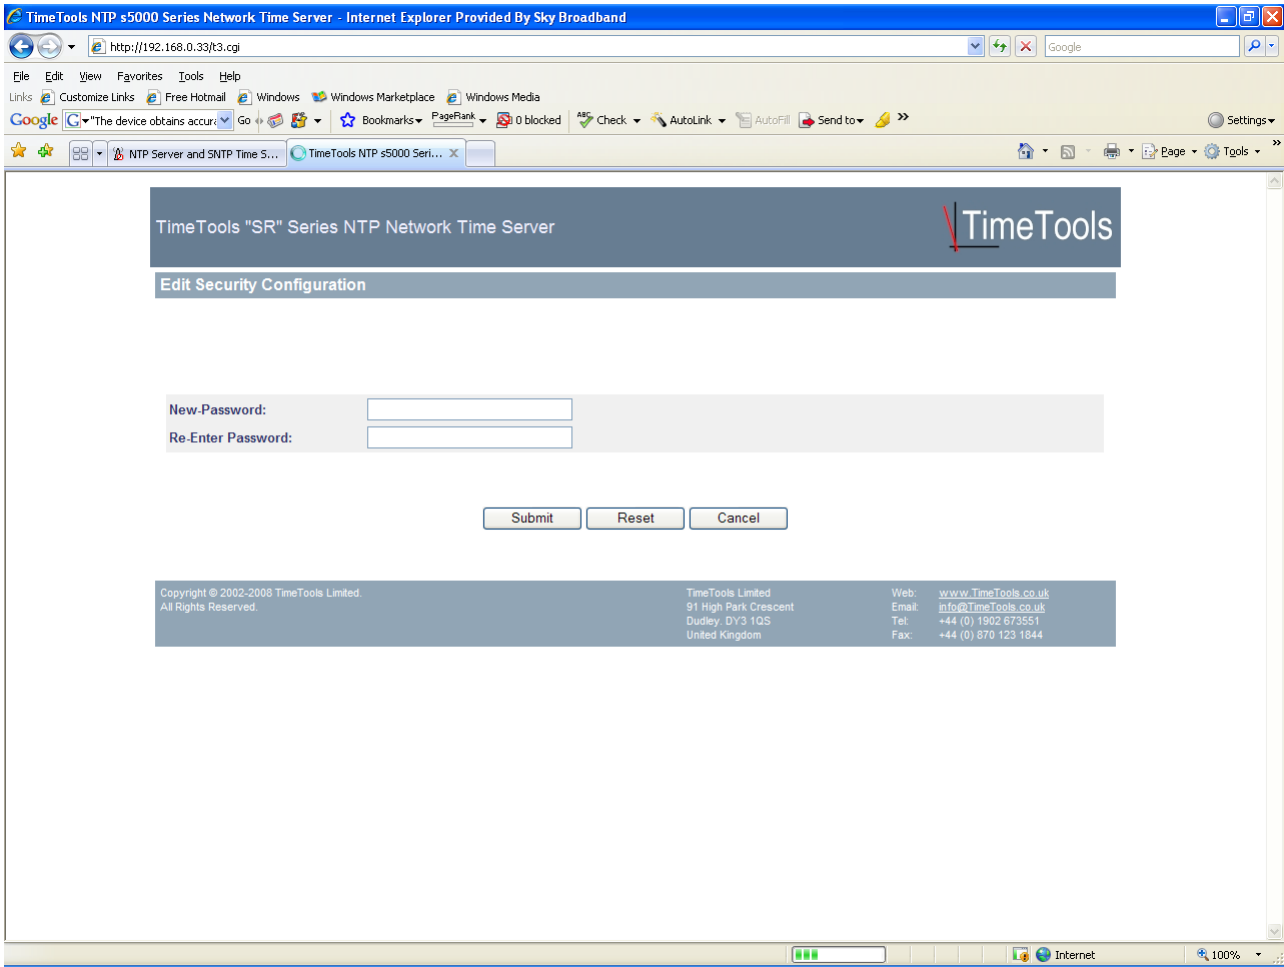 TimeTools NTP s5000 Series Network Time Server - Internet Explorer Provided By Sky Broadband
http://192.168.0.33/t3.cgi
Google
File Edit View Favorites Tools Help
Links Customize Links Free Hotmail Windows Windows Marketplace Windows Media
Google G "The device obtains accura Go Bookmarks PageRank 0 blocked ABC Check AutoLink AutoFill Send to » Settings
NTP Server and SNTP Time S... TimeTools NTP s5000 Seri... X Page Tools »
TimeTools "SR" Series NTP Network Time Server
TimeTools
Edit Security Configuration
New-Password:
Re-Enter Password:
Submit Reset Cancel
Copyright © 2002-2008 TimeTools Limited.
All Rights Reserved.
TimeTools Limited
91 High Park Crescent
Dudley. DY3 1QS
United Kingdom
Web: www.TimeTools.co.uk
Email: info@TimeTools.co.uk
Tel: +44 (0) 1902 673551
Fax: +44 (0) 870 123 1844
Internet 100%